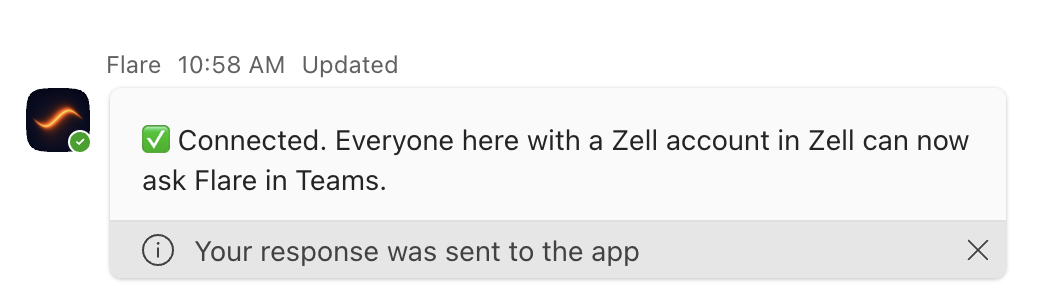 Flare 10:58 AM Updated
✅ Connected. Everyone here with a Zell account in Zell can now
ask Flare in Teams.
Your response was sent to the app